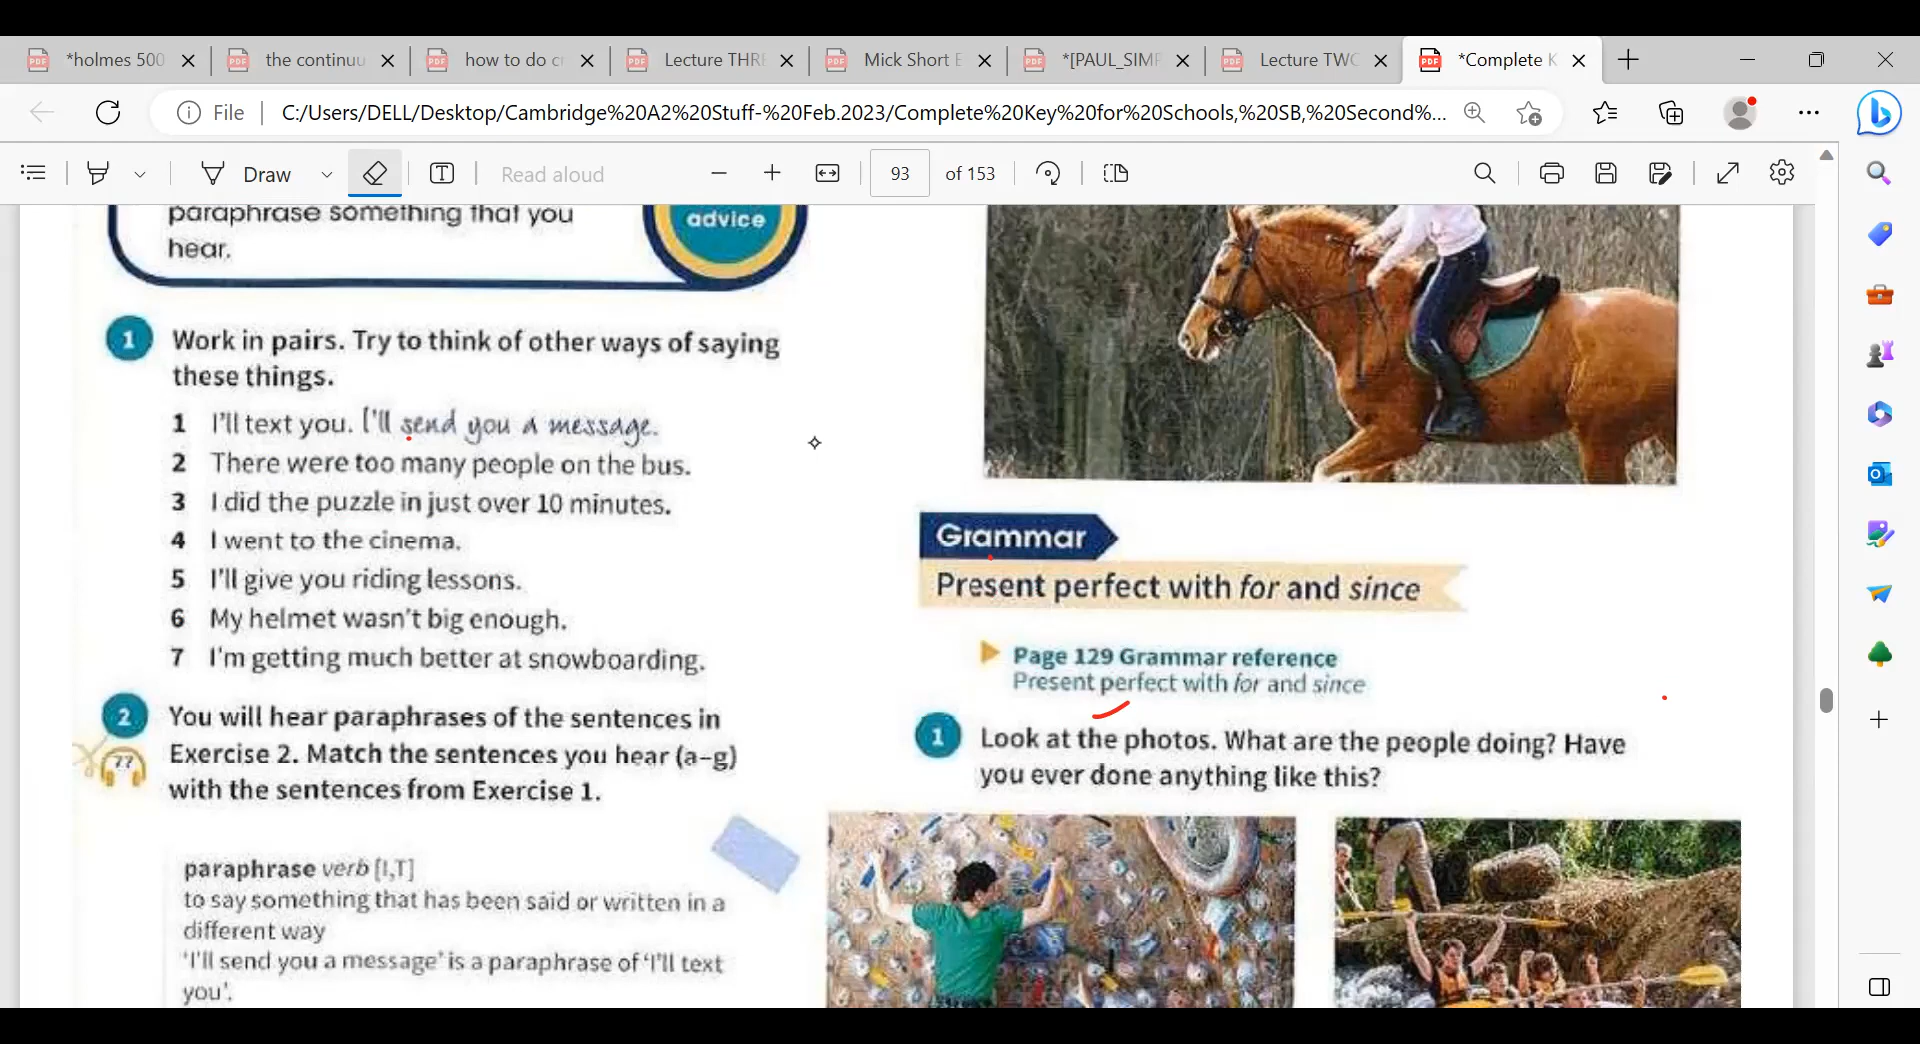 *holmes 500
the continuu
how to do c
Lecture THR
Mick Short
*[PAUL_SIMP
Lecture TWO
*Complete K
File
C:/Users/DELL/Desktop/Cambridge%20A2%20Stuff-%20Feb.2023/Complete%20Key%20for%20Schools,%20SB,%20Second%...
Draw
Read aloud
93
of 153
paraphrase something that you
hear.
advice
1 Work in pairs. Try to think of other ways of saying
these things.
1 I'll text you. I'll send you a message.
2 There were too many people on the bus.
3 I did the puzzle in just over 10 minutes.
4 I went to the cinema.
5 I'll give you riding lessons.
6 My helmet wasn't big enough.
7 I'm getting much better at snowboarding.
2 You will hear paraphrases of the sentences in
Exercise 2. Match the sentences you hear (a–g)
77
with the sentences from Exercise 1.
paraphrase verb [I,T]
to say something that has been said or written in a
different way
'I'll send you a message' is a paraphrase of 'I'll text
you'.
Grammar
Present perfect with for and since
Page 129 Grammar reference
Present perfect with for and since
1 Look at the photos. What are the people doing? Have
you ever done anything like this?